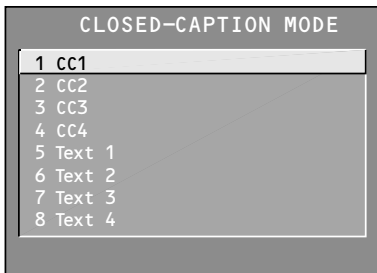 CLOSED–CAPTION MODE
1 CC1
2 CC2
3 CC3
4 CC4
5 Text 1
6 Text 2
7 Text 3
8 Text 4